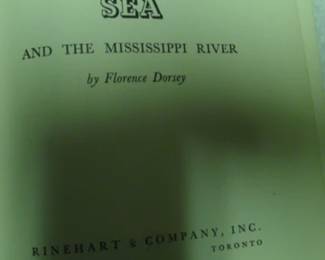 SEA
AND THE MISSISSIPPI RIVER
by Florence Dorsey
RINEHART & COMPANY, INC.
TORONTO